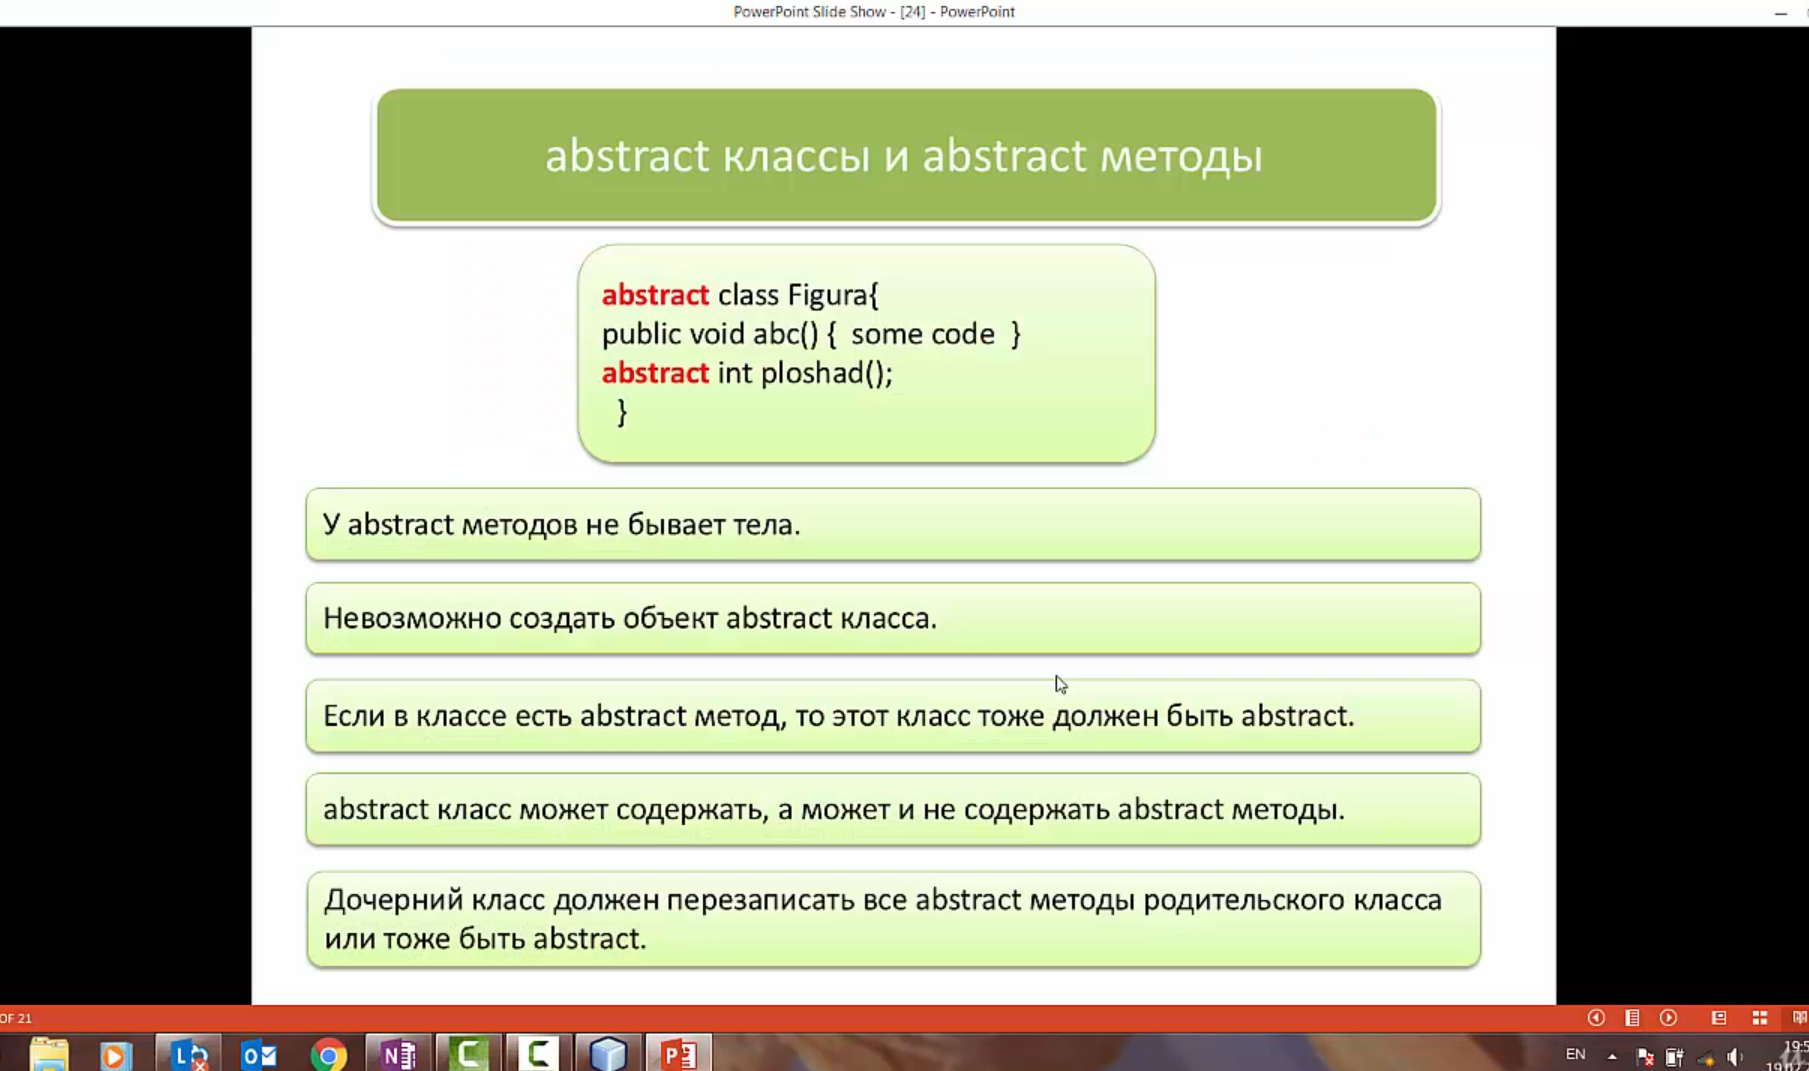 PowerPoint Slide Show - [24] - PowerPoint
abstract классы и abstract методы
abstract class Figura{
public void abc() { some code }
abstract int ploshad();
}
У abstract методов не бывает тела.
Невозможно создать объект abstract класса.
Если в классе есть abstract метод, то этот класс тоже должен быть abstract.
abstract класс может содержать, а может и не содержать abstract методы.
Дочерний класс должен перезаписать все abstract методы родительского класса
или тоже быть abstract.
OF 21
EN